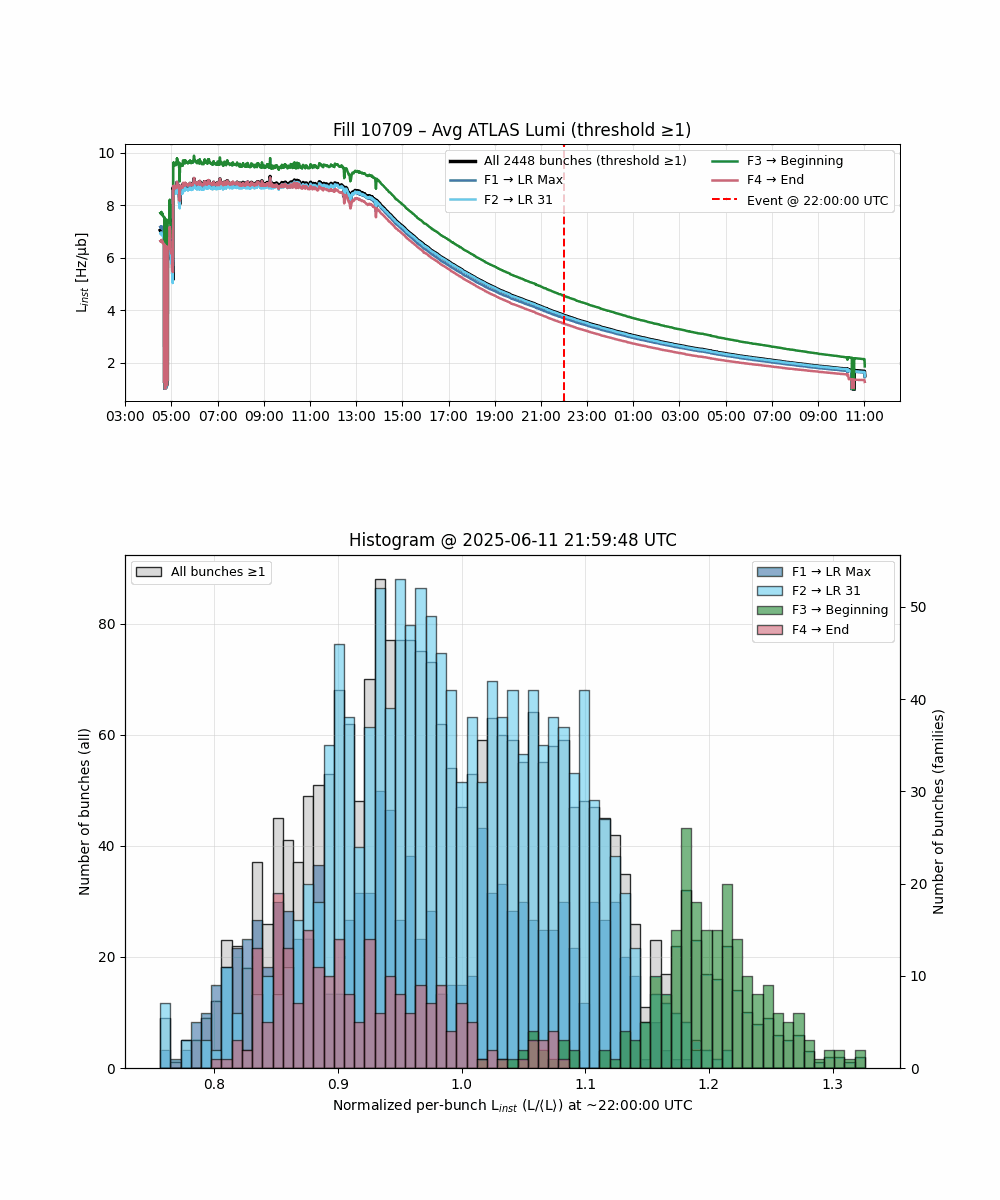 Fill 10709 – Avg ATLAS Lumi (threshold ≥1)
10
8
6
4
2
L_inst [Hz/μb]
All 2448 bunches (threshold ≥1)
F1 → LR Max
F2 → LR 31
F3 → Beginning
F4 → End
Event @ 22:00:00 UTC
03:00 05:00 07:00 09:00 11:00 13:00 15:00 17:00 19:00 21:00 23:00 01:00 03:00 05:00 07:00 09:00 11:00
Histogram @ 2025-06-11 21:59:48 UTC
All bunches ≥1
F1 → LR Max
F2 → LR 31
F3 → Beginning
F4 → End
80
60
40
20
0
Number of bunches (all)
50
40
30
20
10
0
Number of bunches (families)
0.8 0.9 1.0 1.1 1.2 1.3
Normalized per-bunch L_inst (L/⟨L⟩) at ~22:00:00 UTC